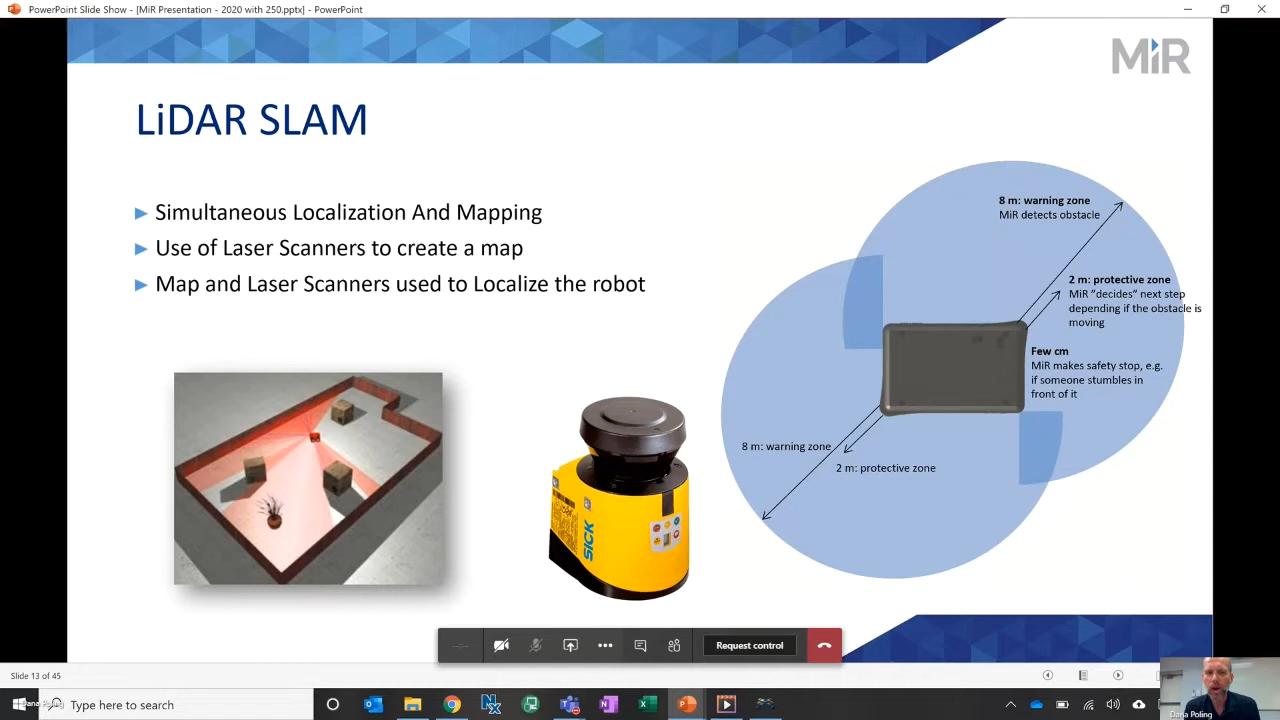 PowerPoint Slide Show - [MiR Presentation - 2020 with 250.pptx] - PowerPoint
MiR
LiDAR SLAM
Simultaneous Localization And Mapping
Use of Laser Scanners to create a map
Map and Laser Scanners used to Localize the robot
8 m: warning zone
MiR detects obstacle
2 m: protective zone
MiR "decides" next step
depending if the obstacle is
moving
Few cm
MiR makes safety stop, e.g.
if someone stumbles in
front of it
8 m: warning zone
2 m: protective zone
SICK
Request control
Slide 13 of 45
Type here to search
Dana Poling